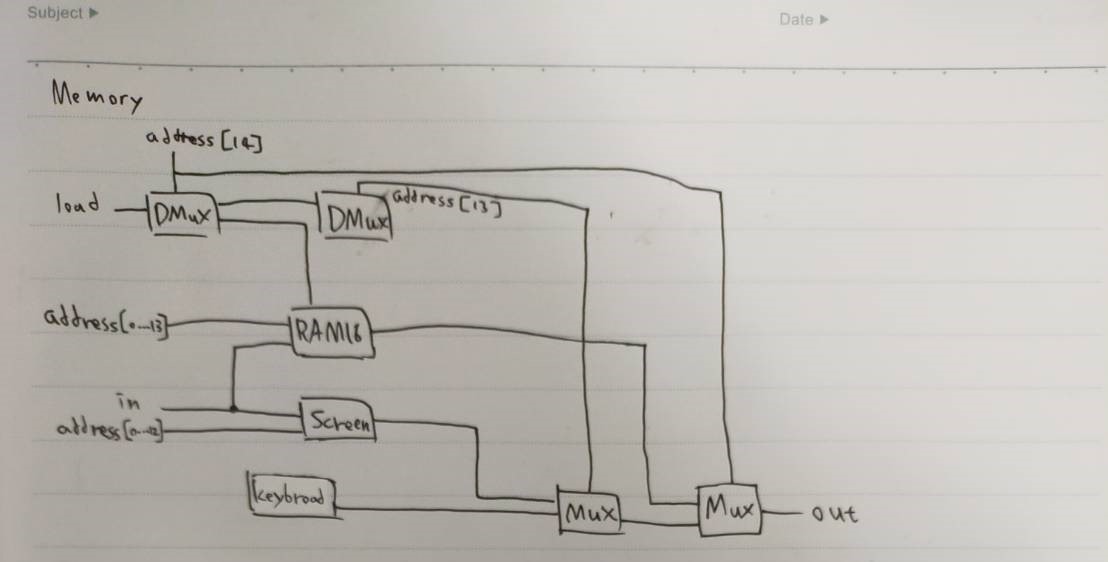 Subject ▶ Date ▶
Memory
address[14]
load DMux DMux address[13]
address[0...13] RAM16
in
address[0...12] Screen
keybroad Mux Mux out